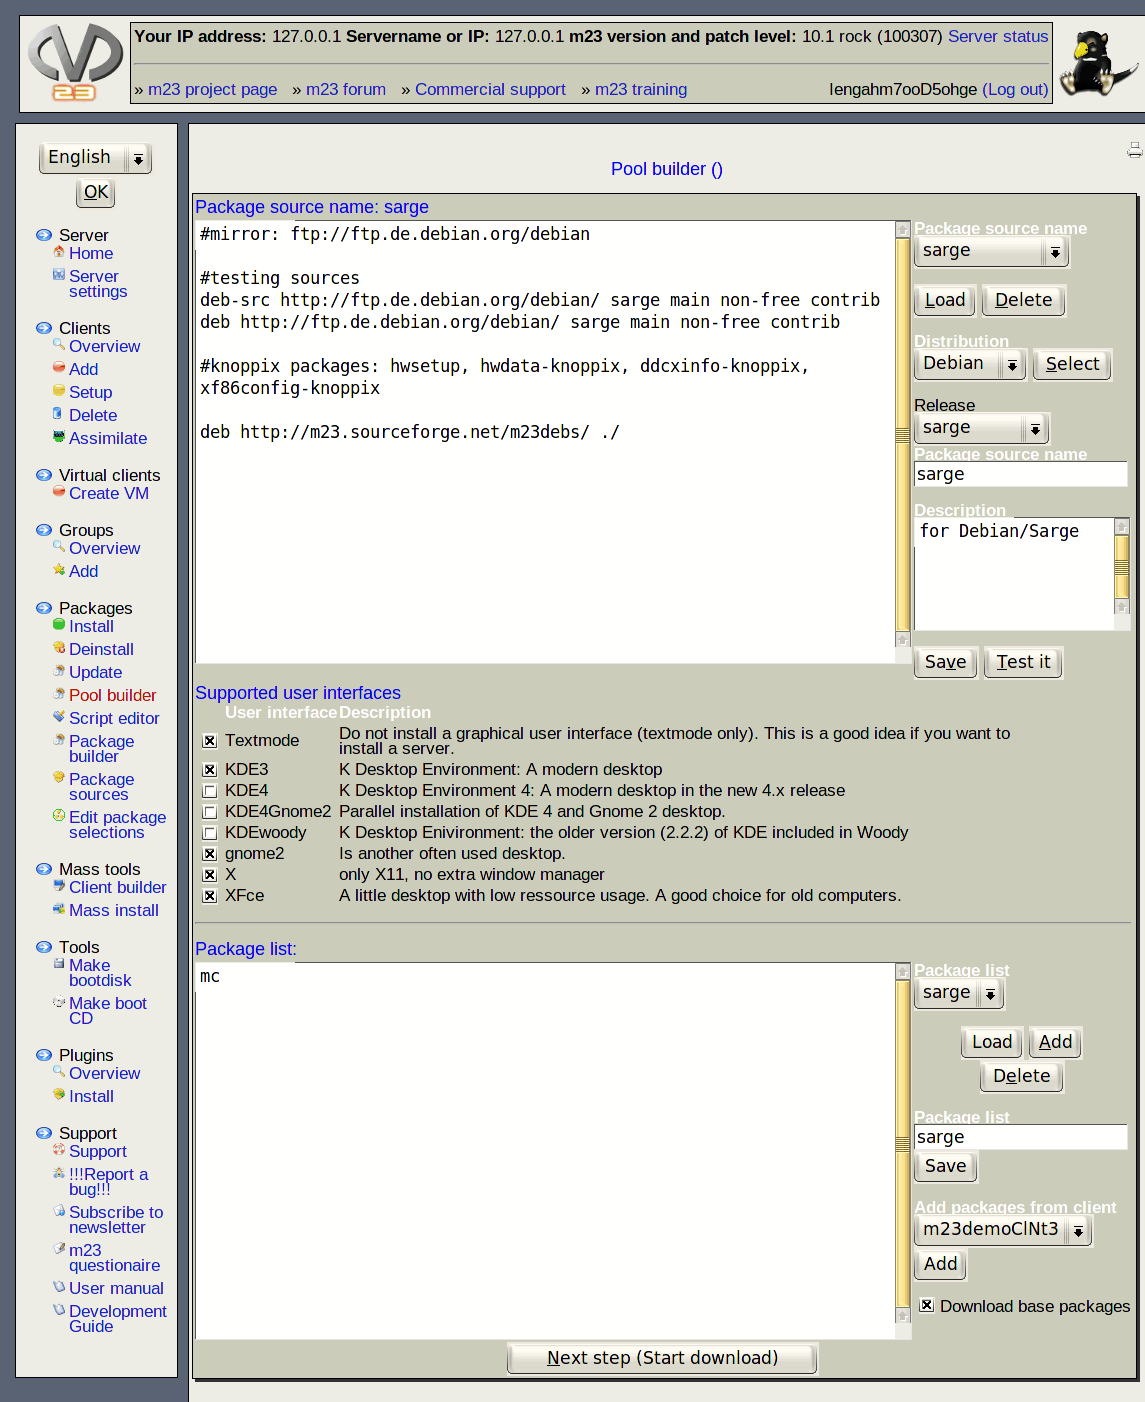 Your IP address: 127.0.0.1 Servername or IP: 127.0.0.1 m23 version and patch level: 10.1 rock (100307) Server status
» m23 project page » m23 forum » Commercial support » m23 training
Iengahm7ooD5ohge (Log out)
23
English
OK
Server
Home
Server
settings
Clients
Overview
Add
Setup
Delete
Assimilate
Virtual clients
Create VM
Groups
Overview
Add
Packages
Install
Deinstall
Update
Pool builder
Script editor
Package
builder
Package
sources
Edit package
selections
Mass tools
Client builder
Mass install
Tools
Make
bootdisk
Make boot
CD
Plugins
Overview
Install
Support
Support
!!!Report a
bug!!!
Subscribe to
newsletter
m23
questionaire
User manual
Development
Guide
Pool builder ()
Package source name: sarge
#mirror: ftp://ftp.de.debian.org/debian
#testing sources
deb-src http://ftp.de.debian.org/debian/ sarge main non-free contrib
deb http://ftp.de.debian.org/debian/ sarge main non-free contrib
#knoppix packages: hwsetup, hwdata-knoppix, ddcxinfo-knoppix,
xf86config-knoppix
deb http://m23.sourceforge.net/m23debs/ ./
Package source name
sarge
Load Delete
Distribution
Debian Select
Release
sarge
Package source name
sarge
Description
for Debian/Sarge
Save Test it
Supported user interfaces
User interface Description
Textmode Do not install a graphical user interface (textmode only). This is a good idea if you want to
install a server.
KDE3 K Desktop Environment: A modern desktop
KDE4 K Desktop Environment 4: A modern desktop in the new 4.x release
KDE4Gnome2 Parallel installation of KDE 4 and Gnome 2 desktop.
KDEwoody K Desktop Enivironment: the older version (2.2.2) of KDE included in Woody
gnome2 Is another often used desktop.
X only X11, no extra window manager
XFce A little desktop with low ressource usage. A good choice for old computers.
Package list:
mc
Package list
sarge
Load Add
Delete
Package list
sarge
Save
Add packages from client
m23demoClNt3
Add
Download base packages
Next step (Start download)